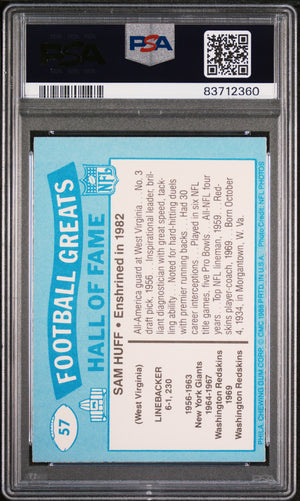 PSA
PSA
83712360
57
FOOTBALL GREATS
HALL OF FAME
NFL
SAM HUFF • Enshrined in 1982
(West Virginia)
LINEBACKER
6-1, 230
1956-1963
New York Giants
1964-1967
Washington Redskins
1969
Washington Redskins
All-America guard at West Virginia . . No. 3
draft pick, 1956 . . Inspirational leader, bril-
liant diagnostician with great speed, tack-
ling ability . . Noted for hard-hitting duels
with premier running backs . . Had 30
career interceptions . . Played in six NFL
title games, five Pro Bowls . . All-NFL four
years . . Top NFL lineman, 1959 . . Red-
skins player-coach, 1969 . . Born October
4, 1934, in Morgantown, W. Va.
PHILA. CHEWING GUM CORP. © CMC 1988 PRTD. IN U.S.A. Photo Credit: NFL PHOTOS